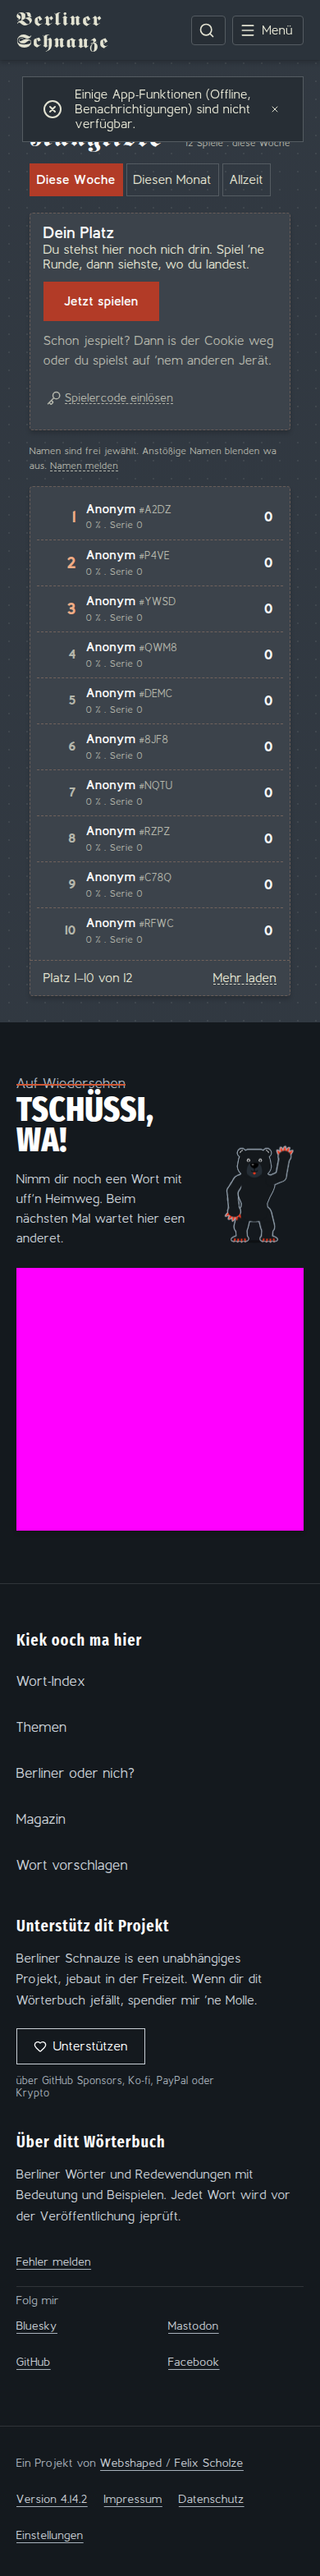 Berliner
Schnauze
Menü
Einige App-Funktionen (Offline,
Benachrichtigungen) sind nicht
verfügbar.
12 Spiele . diese Woche
Diese Woche
Diesen Monat
Allzeit
Dein Platz
Du stehst hier noch nich drin. Spiel ’ne
Runde, dann siehste, wo du landest.
Jetzt spielen
Schon jespielt? Dann is der Cookie weg
oder du spielst auf ’nem anderen Jerät.
Spielercode einlösen
Namen sind frei jewählt. Anstößige Namen blenden wa
aus. Namen melden
1 Anonym #A2DZ 0
0 % . Serie 0
2 Anonym #P4VE 0
0 % . Serie 0
3 Anonym #YWSD 0
0 % . Serie 0
4 Anonym #QWM8 0
0 % . Serie 0
5 Anonym #DEMC 0
0 % . Serie 0
6 Anonym #8JF8 0
0 % . Serie 0
7 Anonym #NQTU 0
0 % . Serie 0
8 Anonym #RZPZ 0
0 % . Serie 0
9 Anonym #C78Q 0
0 % . Serie 0
10 Anonym #RFWC 0
0 % . Serie 0
Platz 1–10 von 12
Mehr laden
Auf Wiedersehen
TSCHÜSSI,
WA!
Nimm dir noch een Wort mit
uff’n Heimweg. Beim
nächsten Mal wartet hier een
anderet.
Kiek ooch ma hier
Wort-Index
Themen
Berliner oder nich?
Magazin
Wort vorschlagen
Unterstütz dit Projekt
Berliner Schnauze is een unabhängiges
Projekt, jebaut in der Freizeit. Wenn dir dit
Wörterbuch jefällt, spendier mir ’ne Molle.
Unterstützen
über GitHub Sponsors, Ko-fi, PayPal oder
Krypto
Über ditt Wörterbuch
Berliner Wörter und Redewendungen mit
Bedeutung und Beispielen. Jedet Wort wird vor
der Veröffentlichung jeprüft.
Fehler melden
Folg mir
Bluesky
Mastodon
GitHub
Facebook
Ein Projekt von Webshaped / Felix Scholze
Version 4.14.2
Impressum
Datenschutz
Einstellungen